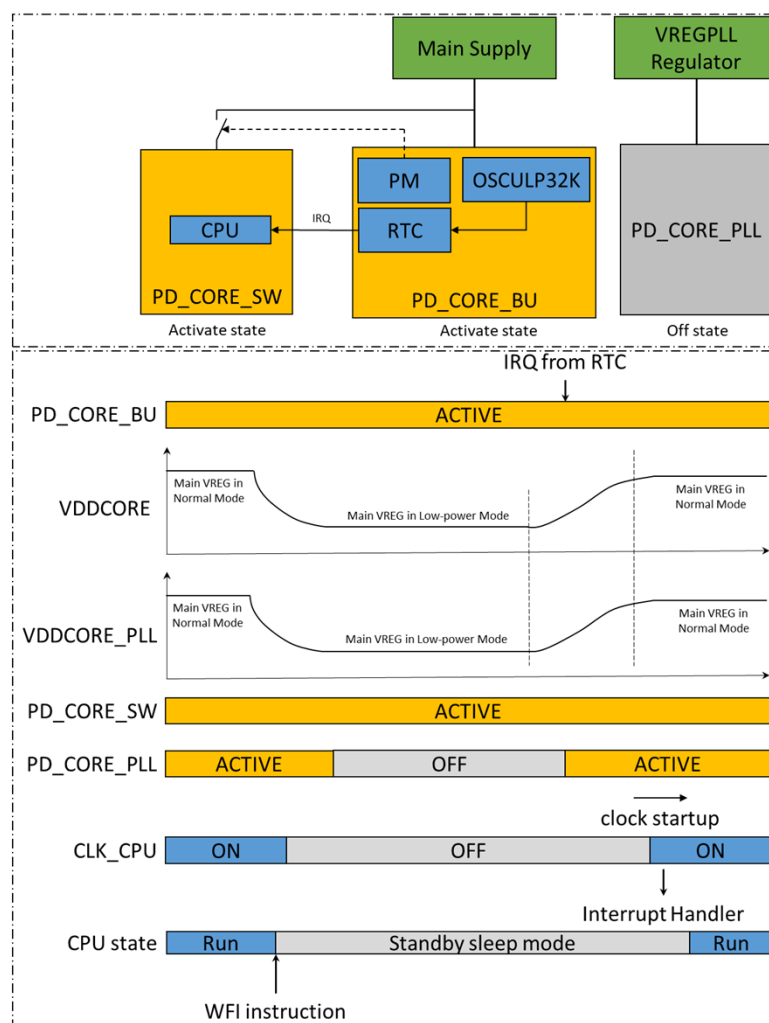 Main Supply
VREGPLL
Regulator
PM
OSCULP32K
CPU
IRQ
RTC
PD_CORE_PLL
PD_CORE_SW
PD_CORE_BU
Activate state
Activate state
Off state
IRQ from RTC
PD_CORE_BU
ACTIVE
VDDCORE
Main VREG in
Normal Mode
Main VREG in Low-power Mode
Main VREG in
Normal Mode
VDDCORE_PLL
Main VREG in
Normal Mode
Main VREG in Low-power Mode
Main VREG in
Normal Mode
PD_CORE_SW
ACTIVE
PD_CORE_PLL
ACTIVE
OFF
ACTIVE
clock startup
CLK_CPU
ON
OFF
ON
Interrupt Handler
CPU state
Run
Standby sleep mode
Run
WFI instruction